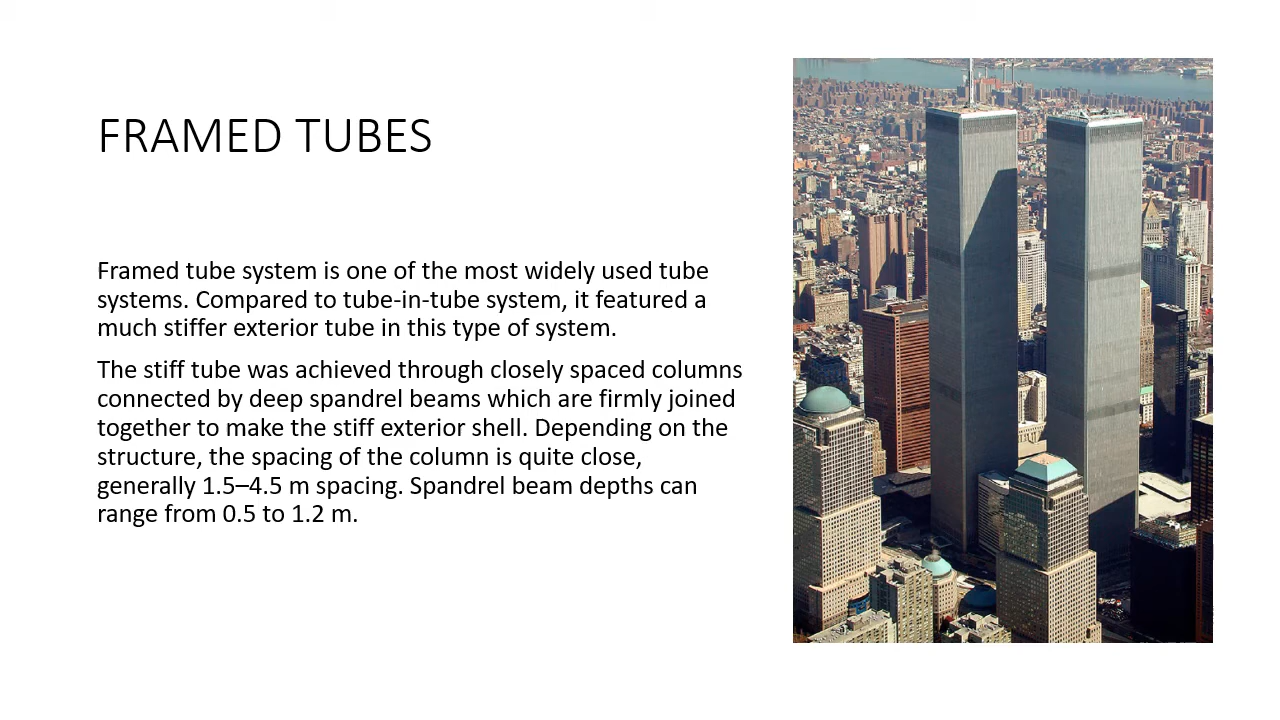 FRAMED TUBES
Framed tube system is one of the most widely used tube
systems. Compared to tube-in-tube system, it featured a
much stiffer exterior tube in this type of system.
The stiff tube was achieved through closely spaced columns
connected by deep spandrel beams which are firmly joined
together to make the stiff exterior shell. Depending on the
structure, the spacing of the column is quite close,
generally 1.5–4.5 m spacing. Spandrel beam depths can
range from 0.5 to 1.2 m.